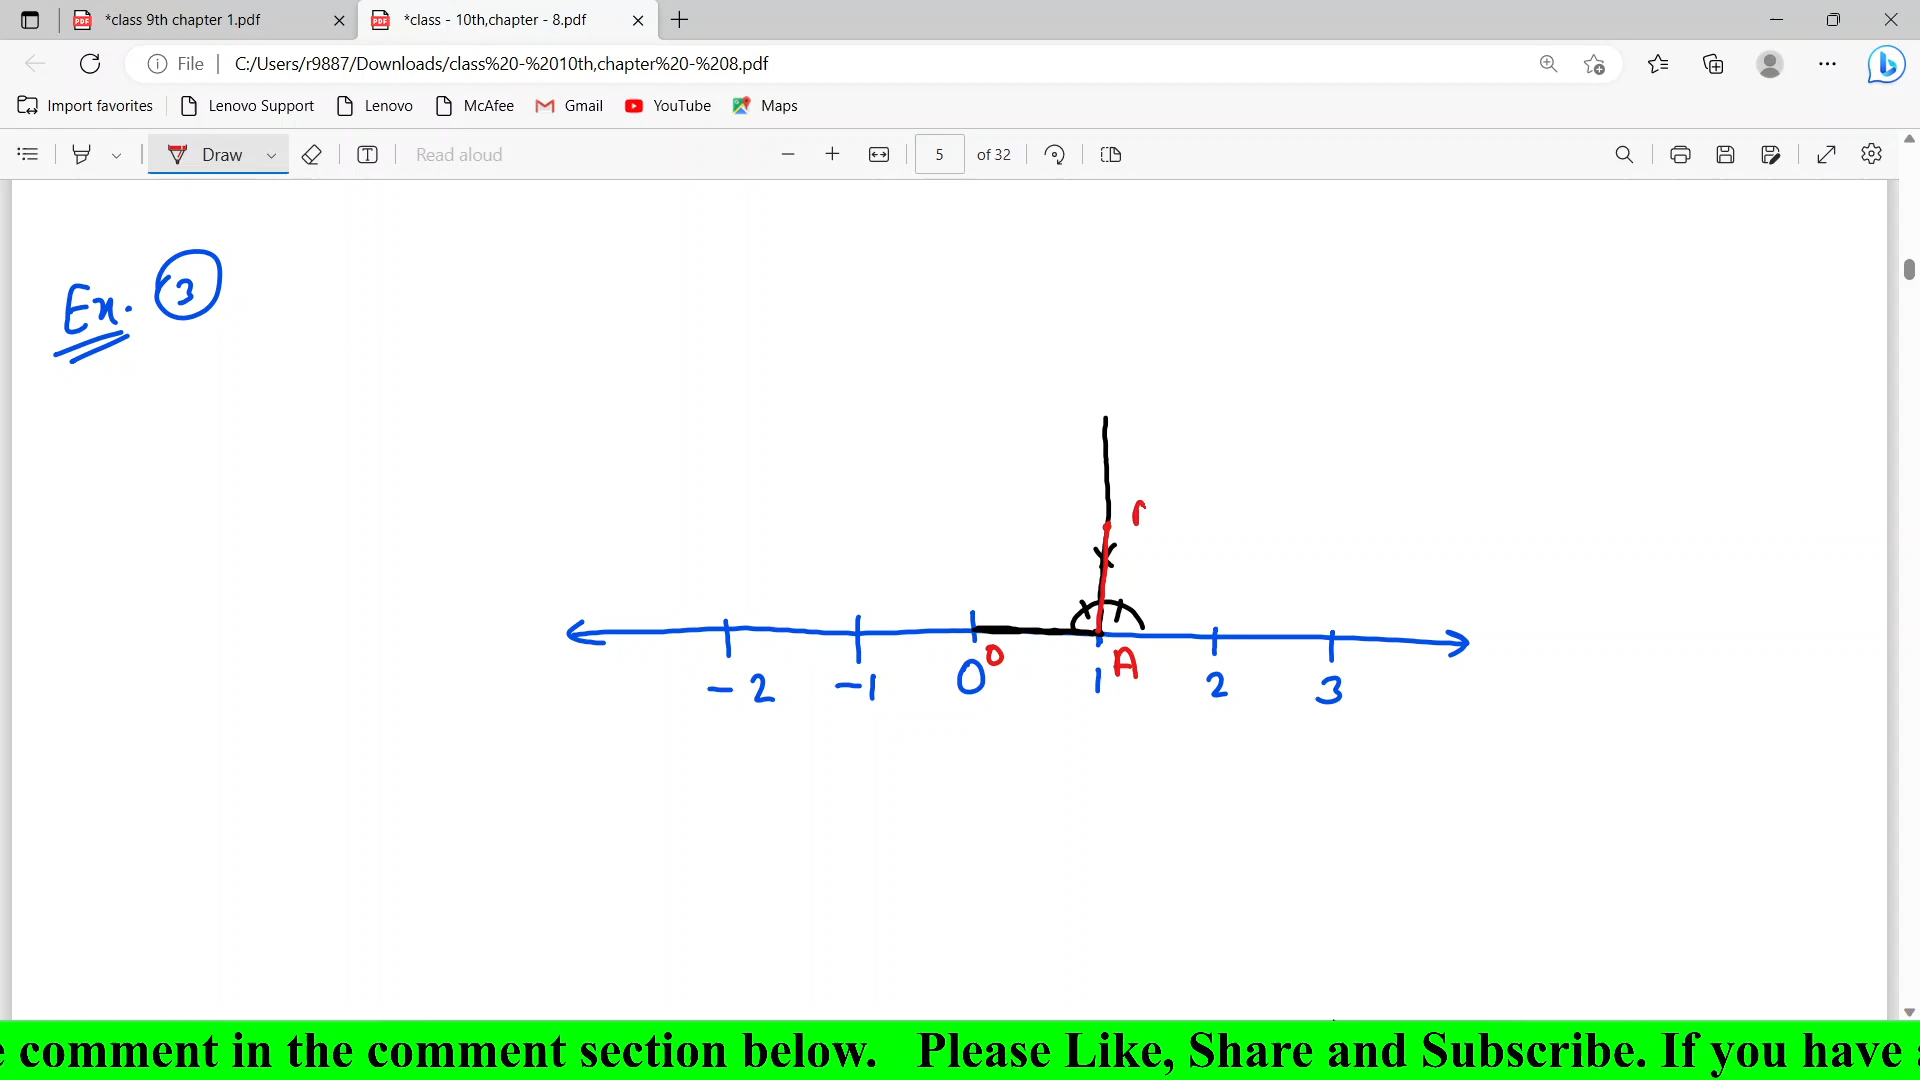 *class 9th chapter 1.pdf
*class - 10th,chapter - 8.pdf
File C:/Users/r9887/Downloads/class%20-%2010th,chapter%20-%208.pdf
Import favorites Lenovo Support Lenovo McAfee Gmail YouTube Maps
Draw Read aloud 5 of 32
Ex. 3
O A
-2 -1 0 1 2 3
comment in the comment section below. Please Like, Share and Subscribe. If you have